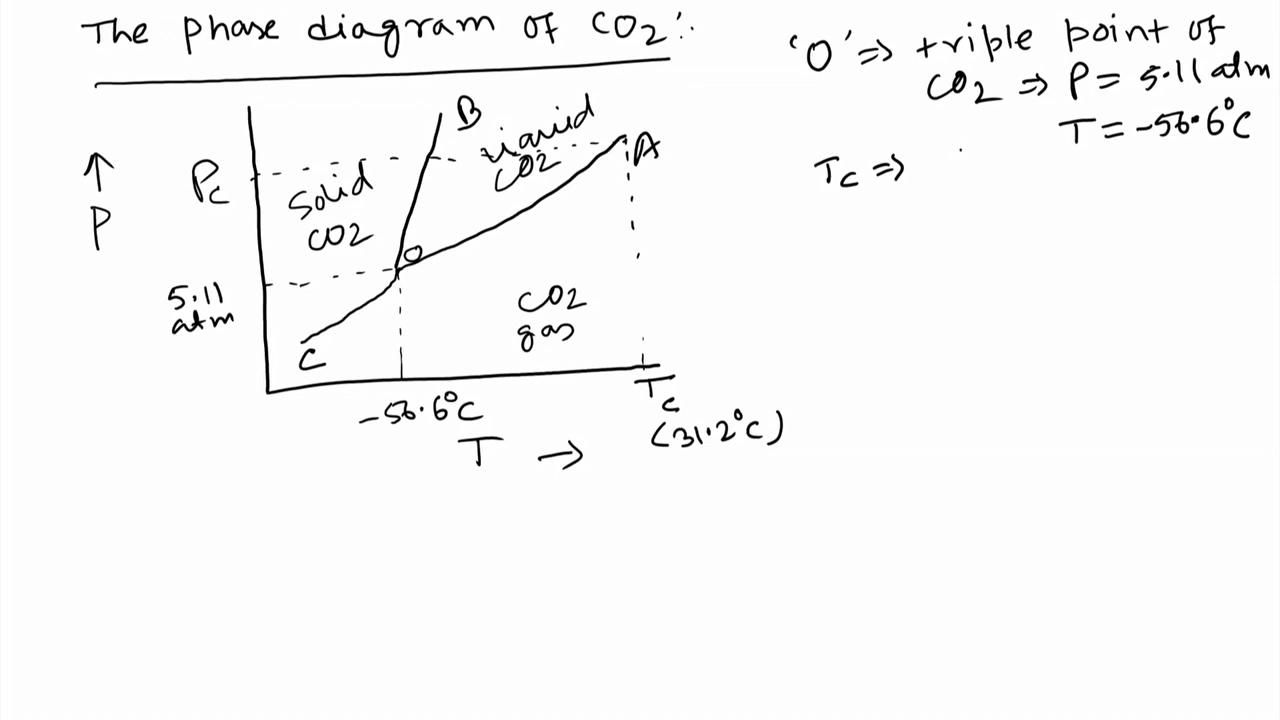 The phase diagram of CO2:
'O' => triple point of
CO2 => P = 5.11 atm
T = -56.6°C
Tc =>
↑
P
Pc
B
Liquid
CO2
A
Solid
CO2
O
5.11
atm
CO2
gas
C
-56.6°C
Tc
(31.2°C)
T →